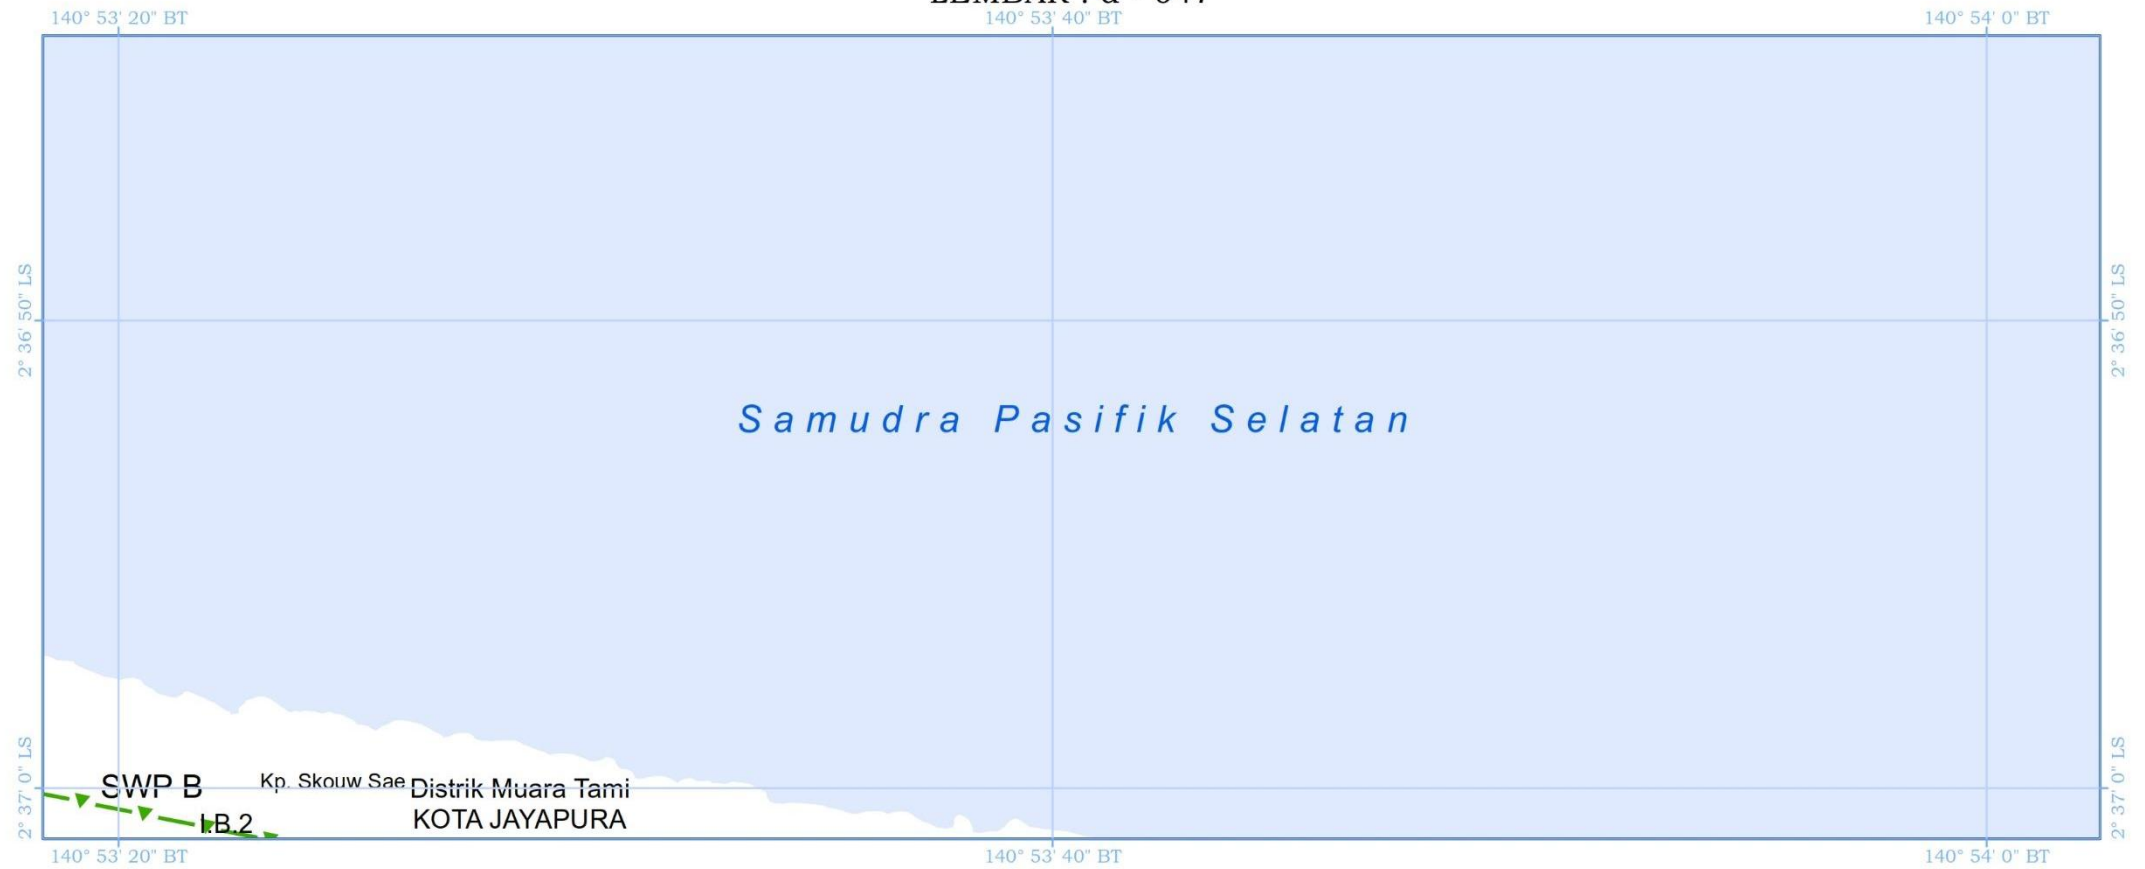 140° 53' 20" BT
140° 53' 40" BT
140° 54' 0" BT
2° 36' 50" LS
2° 36' 50" LS
Samudra Pasifik Selatan
2° 37' 0" LS
2° 37' 0" LS
SWP B
Kp. Skouw Sae
Distrik Muara Tami
I.B.2
KOTA JAYAPURA
140° 53' 20" BT
140° 53' 40" BT
140° 54' 0" BT